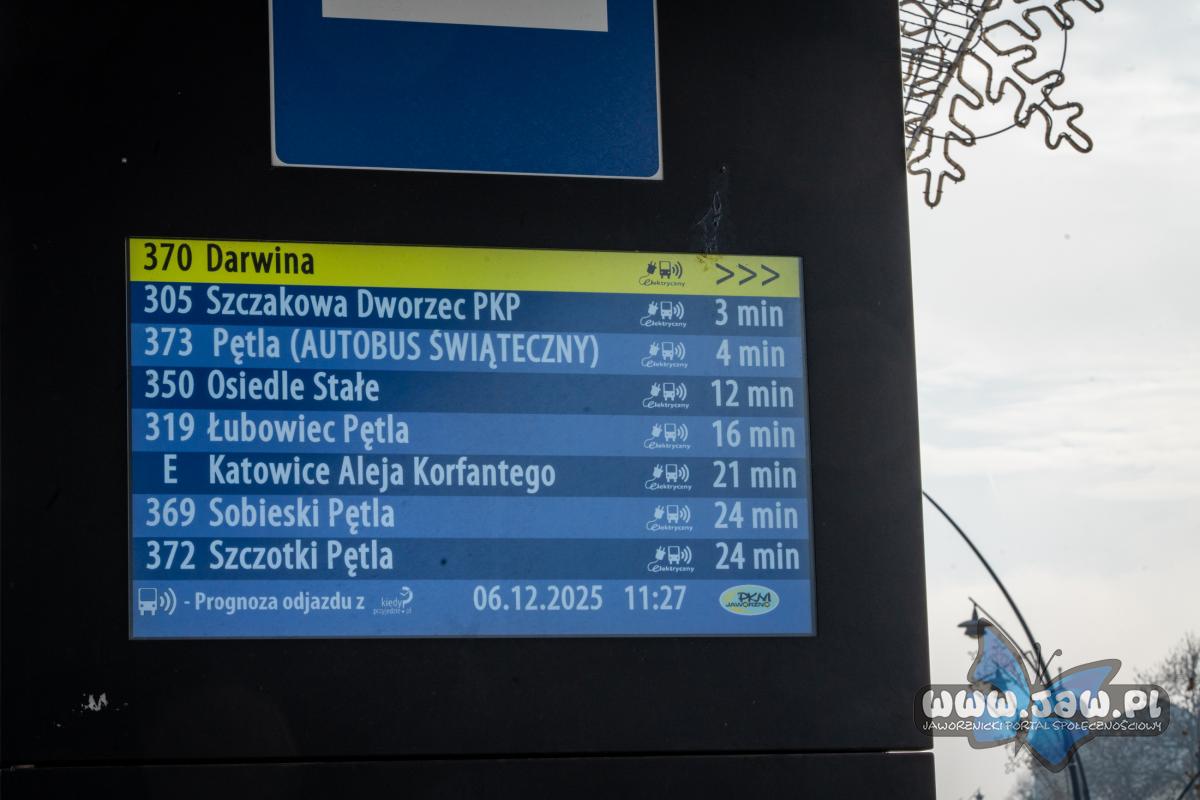 370 Darwina elektryczny >>>
305 Szczakowa Dworzec PKP elektryczny 3 min
373 Pętla (AUTOBUS ŚWIĄTECZNY) elektryczny 4 min
350 Osiedle Stałe elektryczny 12 min
319 Łubowiec Pętla elektryczny 16 min
E Katowice Aleja Korfantego elektryczny 21 min
369 Sobieski Pętla elektryczny 24 min
372 Szczotki Pętla elektryczny 24 min
- Prognoza odjazdu z kiedy przyjedzie.pl 06.12.2025 11:27 PKM JAWORZNO
www.jaw.pl
JAWORZNICKI PORTAL SPOŁECZNOŚCIOWY